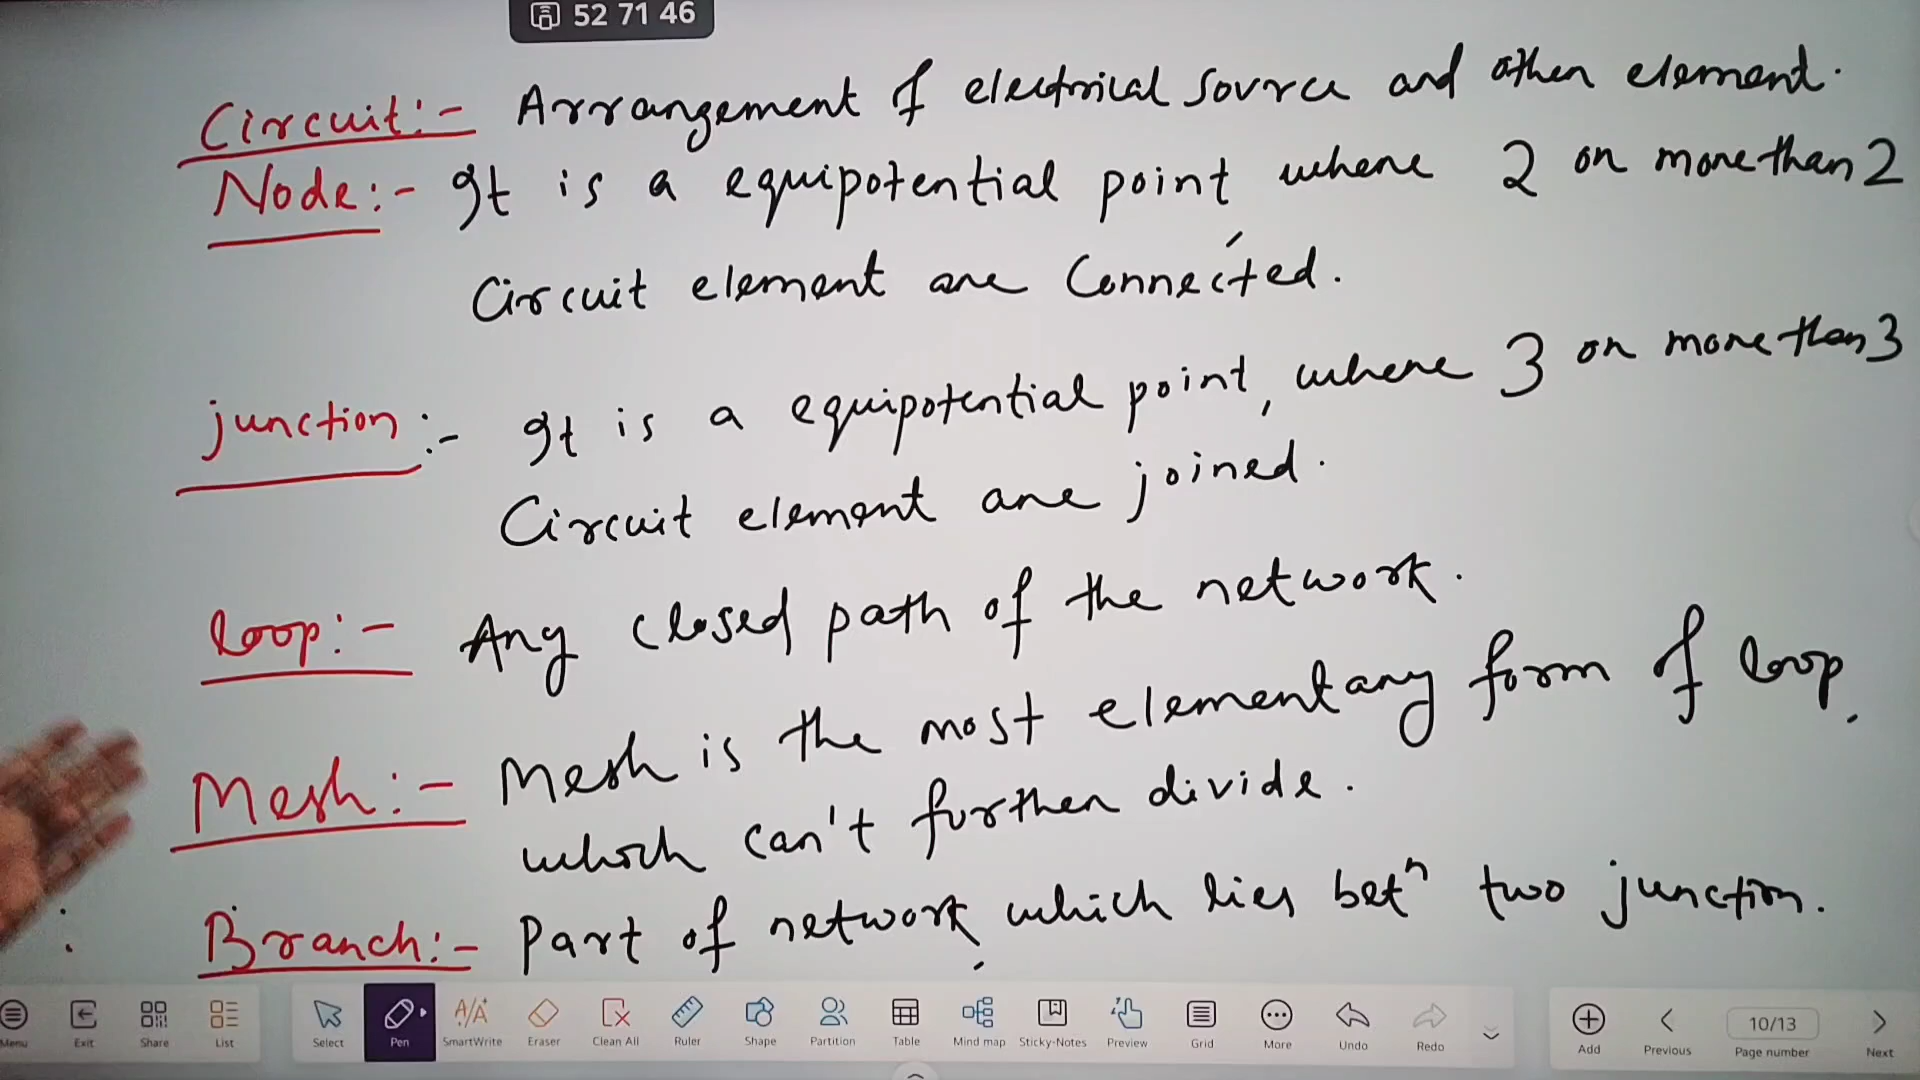 52 71 46
Circuit:- Arrangement of electrical source and other element.
Node:- It is a equipotential point where 2 or more than 2
Circuit element are Connected.
junction:- It is a equipotential point, where 3 or more than 3
Circuit element are joined.
loop:- Any closed path of the network.
Mesh:- Mesh is the most elementary form of loop,
which can't further divide.
Branch:- Part of network, which lies betⁿ two junction.
Menu Exit Share List Select Pen SmartWrite Eraser Clean All Ruler Shape Partition Table Mind map Sticky-Notes Preview Grid More Undo Redo Add Previous 10/13 Page number Next